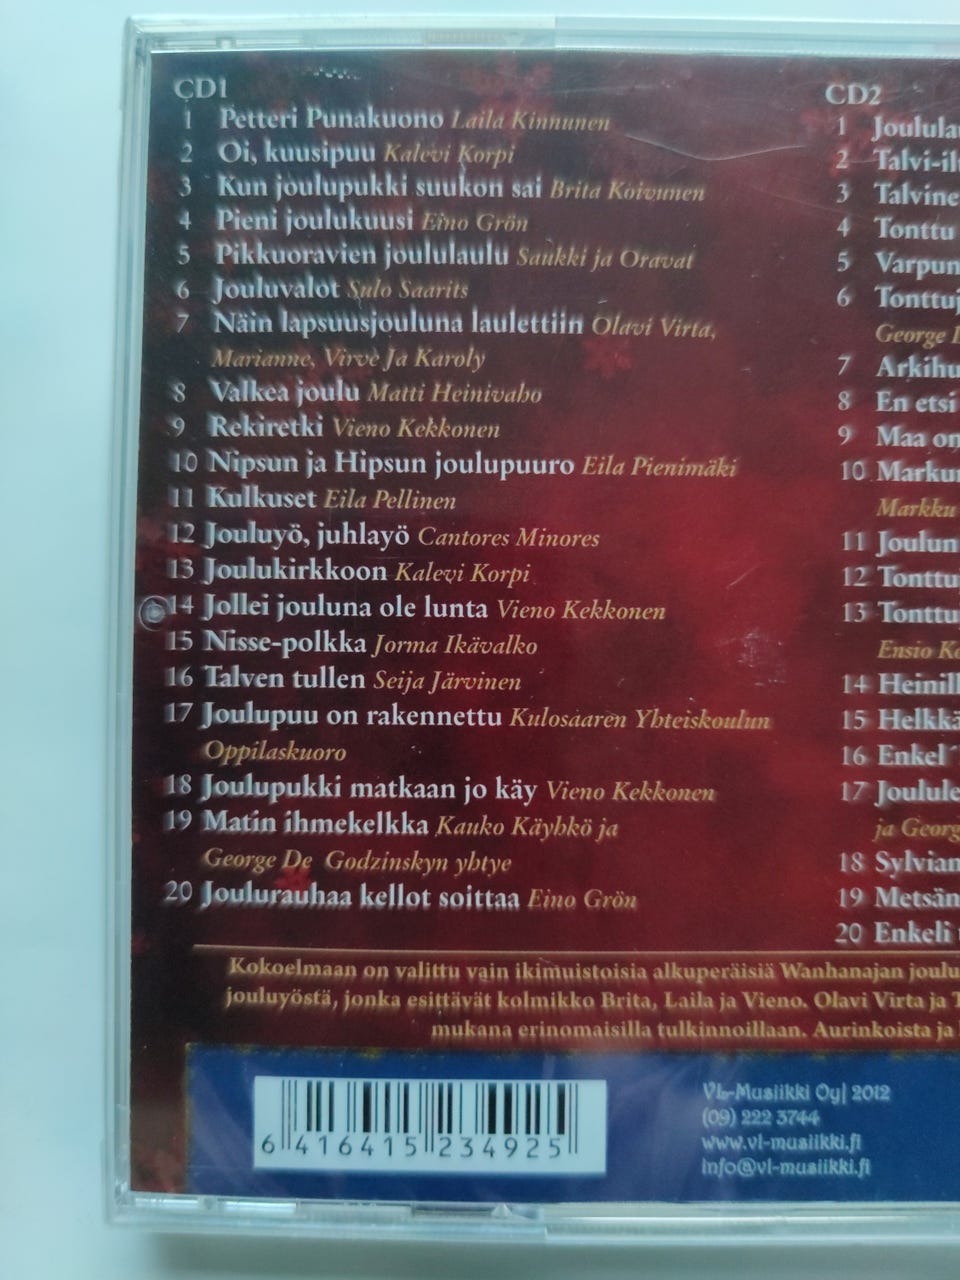 CD1
1 Petteri Punakuono Laila Kinnunen
2 Oi, kuusipuu Kalevi Korpi
3 Kun joulupukki suukon sai Brita Koivunen
4 Pieni joulukuusi Eino Grön
5 Pikkuoravien joululaulu Saukki ja Oravat
6 Jouluvalot Sulo Saarits
7 Näin lapsuusjouluna laulettiin Olavi Virta,
Marianne, Virve Ja Karoly
8 Valkea joulu Matti Heinivaho
9 Rekiretki Vieno Kekkonen
10 Nipsun ja Hipsun joulupuuro Eila Pienimäki
11 Kulkuset Eila Pellinen
12 Jouluyö, juhlayö Cantores Minores
13 Joulukirkkoon Kalevi Korpi
14 Jollei jouluna ole lunta Vieno Kekkonen
15 Nisse-polkka Jorma Ikävalko
16 Talven tullen Seija Järvinen
17 Joulupuu on rakennettu Kulosaaren Yhteiskoulun
Oppilaskuoro
18 Joulupukki matkaan jo käy Vieno Kekkonen
19 Matin ihmekelkka Kauko Käyhkö ja
George De Godzinskyn yhtye
20 Joulurauhaa kellot soittaa Eino Grön
CD2
1 Joulula
2 Talvi-il
3 Talvine
4 Tonttu
5 Varpun
6 Tonttuj
George D
7 Arkihu
8 En etsi
9 Maa on
10 Markun
Markku
11 Joulun
12 Tonttu
13 Tonttu
Ensio Ko
14 Heinill
15 Helkkä
16 Enkel´
17 Joulule
ja Georg
18 Sylvian
19 Metsän
20 Enkeli
Kokoelmaan on valittu vain ikimuistoisia alkuperäisiä Wanhanajan joulu
jouluyöstä, jonka esittävät kolmikko Brita, Laila ja Vieno. Olavi Virta ja T
mukana erinomaisilla tulkinnoillaan. Aurinkoista ja
6 416415 234925
VL-Musiikki Oy| 2012
(09) 222 3744
www.vl-musiikki.fi
info@vl-musiikki.fi